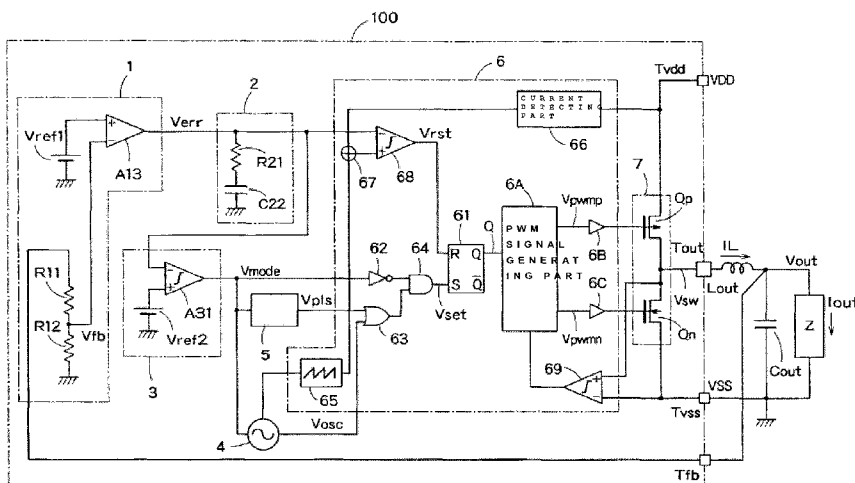 100
1
2
6
Tvdd
VDD
CURRENT
DETECTING
PART
66
Verr
Vrst
Vref1
A13
R21
C22
67
68
6A
7
Qp
Vpwmp
6B
61
Q
PWM
SIGNAL
GENERAT
ING PART
R Q
S Q̅
Tout
IL
Vout
Lout
Vsw
Iout
Z
R11
R12
Vfb
A31
Vref2
3
Vmode
62
64
Vset
5
Vpls
63
6C
Vpwmn
Qn
Cout
65
69
VSS
Tvss
4
Vosc
Tfb